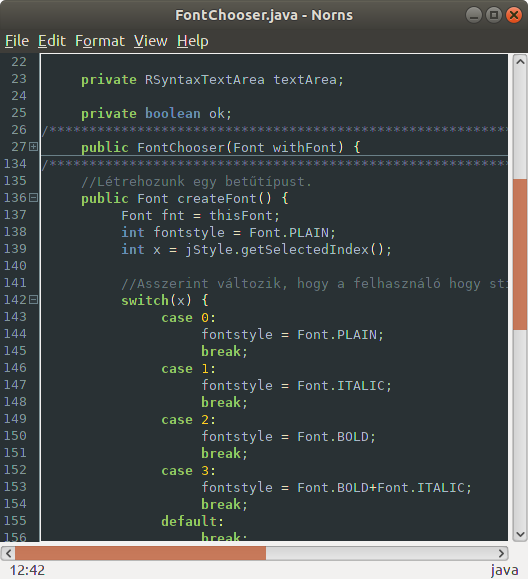 FontChooser.java - Norns
File Edit Format View Help
22
23 private RSyntaxTextArea textArea;
24
25 private boolean ok;
26 /**********************************************************
27 public FontChooser(Font withFont) {
134 /**********************************************************
135 //Létrehozunk egy betűtípust.
136 public Font createFont() {
137 Font fnt = thisFont;
138 int fontstyle = Font.PLAIN;
139 int x = jStyle.getSelectedIndex();
140
141 //Asszerint változik, hogy a felhasználó hogy sti
142 switch(x) {
143 case 0:
144 fontstyle = Font.PLAIN;
145 break;
146 case 1:
147 fontstyle = Font.ITALIC;
148 break;
149 case 2:
150 fontstyle = Font.BOLD;
151 break;
152 case 3:
153 fontstyle = Font.BOLD+Font.ITALIC;
154 break;
155 default:
156 break;
12:42 java